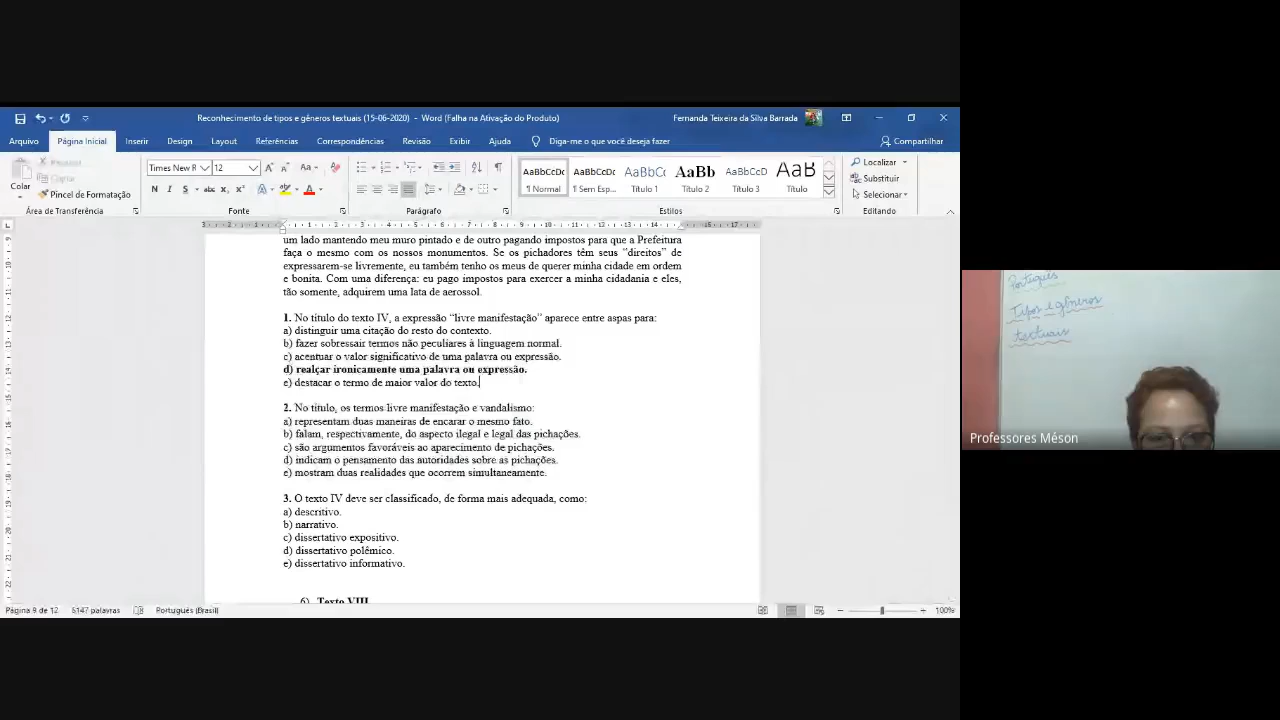 Reconhecimento de tipos e gêneros textuais (15-06-2020) - Word (Falha na Ativação do Produto)
Fernanda Teixeira da Silva Barrada
Arquivo Página Inicial Inserir Design Layout Referências Correspondências Revisão Exibir Ajuda Diga-me o que você deseja fazer
Compartilhar
Colar
Recortar
Copiar
Pincel de Formatação
Área de Transferência
Times New R 12
N I S abc X₂ X²
Fonte
Parágrafo
AaBbCcDc AaBbCcDc AaBbCc AaBb AaBbCcD AaB
¶ Normal ¶ Sem Esp... Título 1 Título 2 Título 3 Título
Estilos
Localizar
Substituir
Selecionar
Editando
um lado mantendo meu muro pintado e de outro pagando impostos para que a Prefeitura
faça o mesmo com os nossos monumentos. Se os pichadores têm seus “direitos” de
expressarem-se livremente, eu também tenho os meus de querer minha cidade em ordem
e bonita. Com uma diferença: eu pago impostos para exercer a minha cidadania e eles,
tão somente, adquirem uma lata de aerossol.
1. No título do texto IV, a expressão “livre manifestação” aparece entre aspas para:
a) distinguir uma citação do resto do contexto.
b) fazer sobressair termos não peculiares à linguagem normal.
c) acentuar o valor significativo de uma palavra ou expressão.
d) realçar ironicamente uma palavra ou expressão.
e) destacar o termo de maior valor do texto.
2. No título, os termos livre manifestação e vandalismo:
a) representam duas maneiras de encarar o mesmo fato.
b) falam, respectivamente, do aspecto ilegal e legal das pichações.
c) são argumentos favoráveis ao aparecimento de pichações.
d) indicam o pensamento das autoridades sobre as pichações.
e) mostram duas realidades que ocorrem simultaneamente.
3. O texto IV deve ser classificado, de forma mais adequada, como:
a) descritivo.
b) narrativo.
c) dissertativo expositivo.
d) dissertativo polêmico.
e) dissertativo informativo.
6) Texto VIII
Página 9 de 12 5147 palavras Português (Brasil)
100%
Português
Tipos e gêneros
textuais
Professores Méson